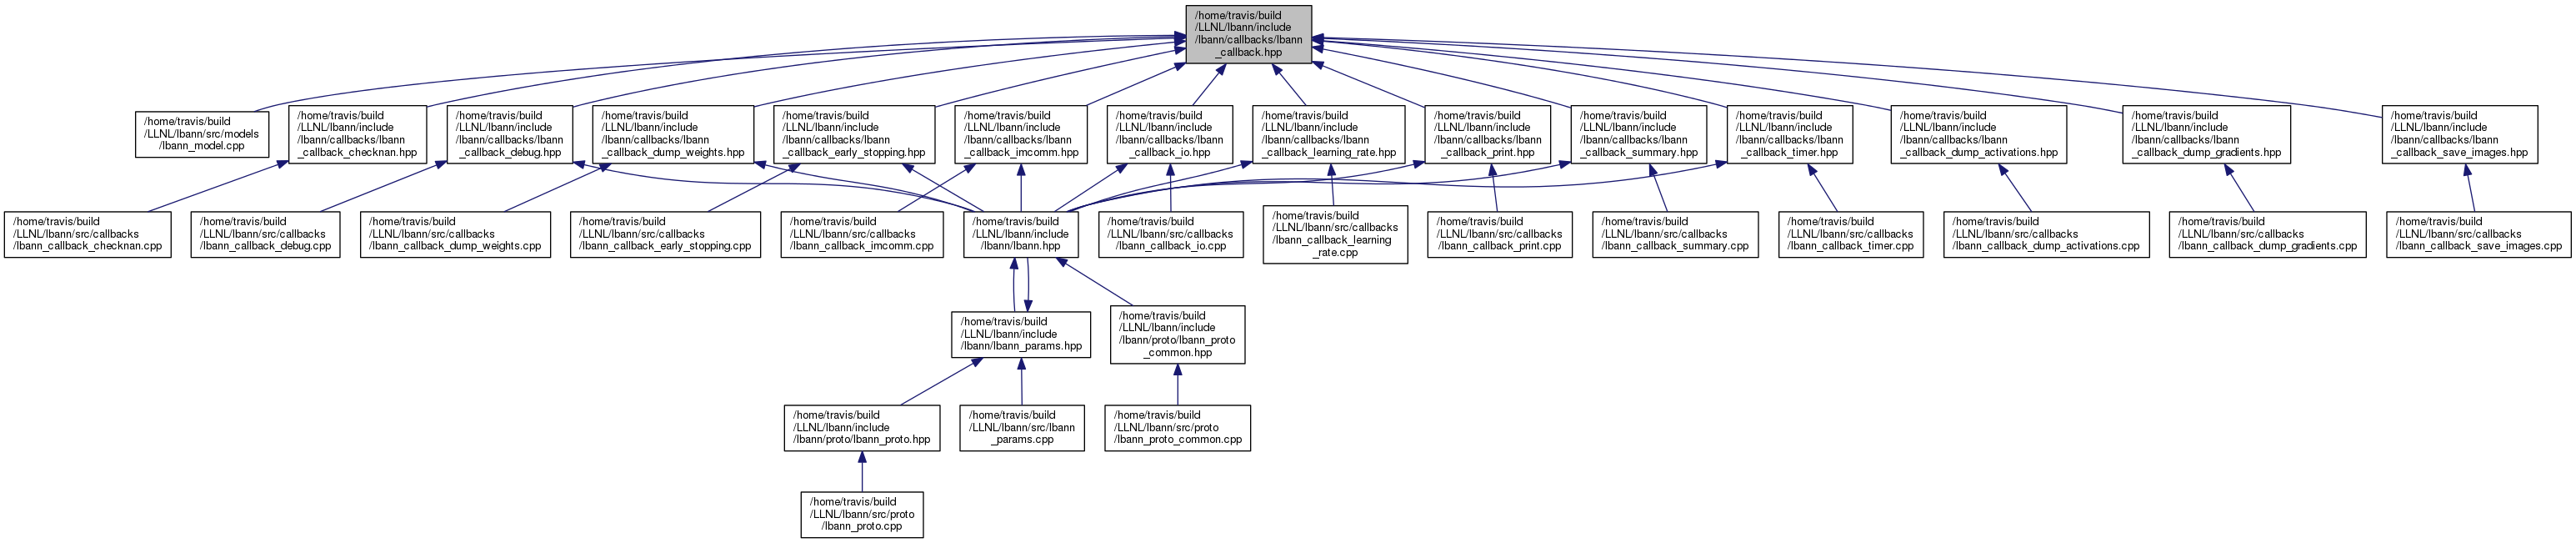 /home/travis/build
/LLNL/lbann/include
/lbann/callbacks/lbann
_callback.hpp
/home/travis/build
/LLNL/lbann/src/models
/lbann_model.cpp
/home/travis/build
/LLNL/lbann/include
/lbann/callbacks/lbann
_callback_checknan.hpp
/home/travis/build
/LLNL/lbann/include
/lbann/callbacks/lbann
_callback_debug.hpp
/home/travis/build
/LLNL/lbann/include
/lbann/callbacks/lbann
_callback_dump_weights.hpp
/home/travis/build
/LLNL/lbann/include
/lbann/callbacks/lbann
_callback_early_stopping.hpp
/home/travis/build
/LLNL/lbann/include
/lbann/callbacks/lbann
_callback_imcomm.hpp
/home/travis/build
/LLNL/lbann/include
/lbann/callbacks/lbann
_callback_io.hpp
/home/travis/build
/LLNL/lbann/include
/lbann/callbacks/lbann
_callback_learning_rate.hpp
/home/travis/build
/LLNL/lbann/include
/lbann/callbacks/lbann
_callback_print.hpp
/home/travis/build
/LLNL/lbann/include
/lbann/callbacks/lbann
_callback_summary.hpp
/home/travis/build
/LLNL/lbann/include
/lbann/callbacks/lbann
_callback_timer.hpp
/home/travis/build
/LLNL/lbann/include
/lbann/callbacks/lbann
_callback_dump_activations.hpp
/home/travis/build
/LLNL/lbann/include
/lbann/callbacks/lbann
_callback_dump_gradients.hpp
/home/travis/build
/LLNL/lbann/include
/lbann/callbacks/lbann
_callback_save_images.hpp
/home/travis/build
/LLNL/lbann/src/callbacks
/lbann_callback_checknan.cpp
/home/travis/build
/LLNL/lbann/src/callbacks
/lbann_callback_debug.cpp
/home/travis/build
/LLNL/lbann/src/callbacks
/lbann_callback_dump_weights.cpp
/home/travis/build
/LLNL/lbann/src/callbacks
/lbann_callback_early_stopping.cpp
/home/travis/build
/LLNL/lbann/src/callbacks
/lbann_callback_imcomm.cpp
/home/travis/build
/LLNL/lbann/include
/lbann/lbann.hpp
/home/travis/build
/LLNL/lbann/src/callbacks
/lbann_callback_io.cpp
/home/travis/build
/LLNL/lbann/src/callbacks
/lbann_callback_learning
_rate.cpp
/home/travis/build
/LLNL/lbann/src/callbacks
/lbann_callback_print.cpp
/home/travis/build
/LLNL/lbann/src/callbacks
/lbann_callback_summary.cpp
/home/travis/build
/LLNL/lbann/src/callbacks
/lbann_callback_timer.cpp
/home/travis/build
/LLNL/lbann/src/callbacks
/lbann_callback_dump_activations.cpp
/home/travis/build
/LLNL/lbann/src/callbacks
/lbann_callback_dump_gradients.cpp
/home/travis/build
/LLNL/lbann/src/callbacks
/lbann_callback_save_images.cpp
/home/travis/build
/LLNL/lbann/include
/lbann/lbann_params.hpp
/home/travis/build
/LLNL/lbann/include
/lbann/proto/lbann_proto
_common.hpp
/home/travis/build
/LLNL/lbann/include
/lbann/proto/lbann_proto.hpp
/home/travis/build
/LLNL/lbann/src/lbann
_params.cpp
/home/travis/build
/LLNL/lbann/src/proto
/lbann_proto_common.cpp
/home/travis/build
/LLNL/lbann/src/proto
/lbann_proto.cpp